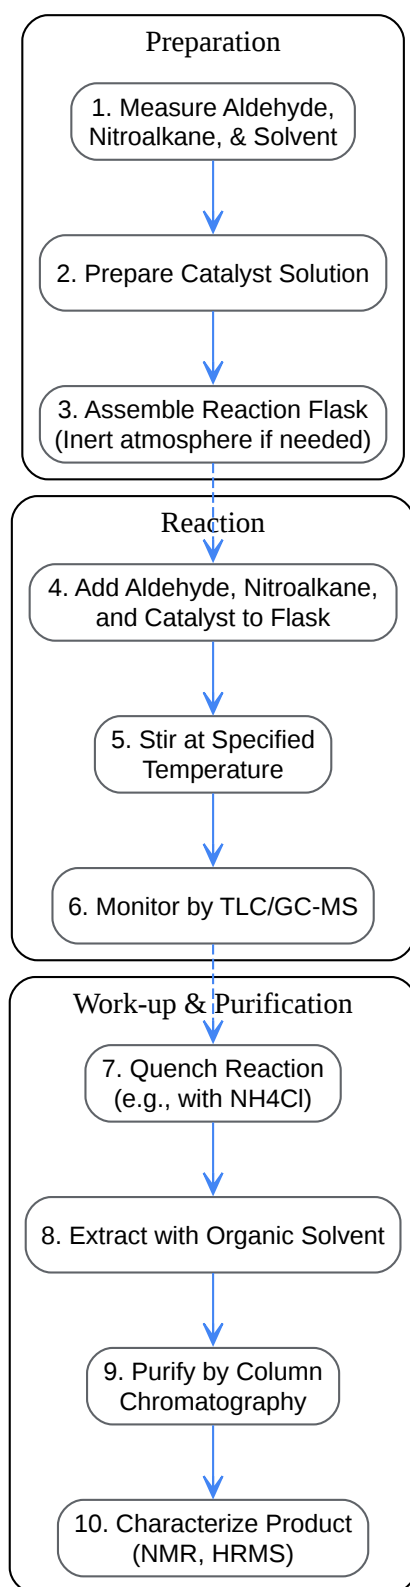 Preparation
1. Measure Aldehyde,
Nitroalkane, & Solvent
2. Prepare Catalyst Solution
3. Assemble Reaction Flask
(Inert atmosphere if needed)
Reaction
4. Add Aldehyde, Nitroalkane,
and Catalyst to Flask
5. Stir at Specified
Temperature
6. Monitor by TLC/GC-MS
Work-up & Purification
7. Quench Reaction
(e.g., with NH4Cl)
8. Extract with Organic Solvent
9. Purify by Column
Chromatography
10. Characterize Product
(NMR, HRMS)